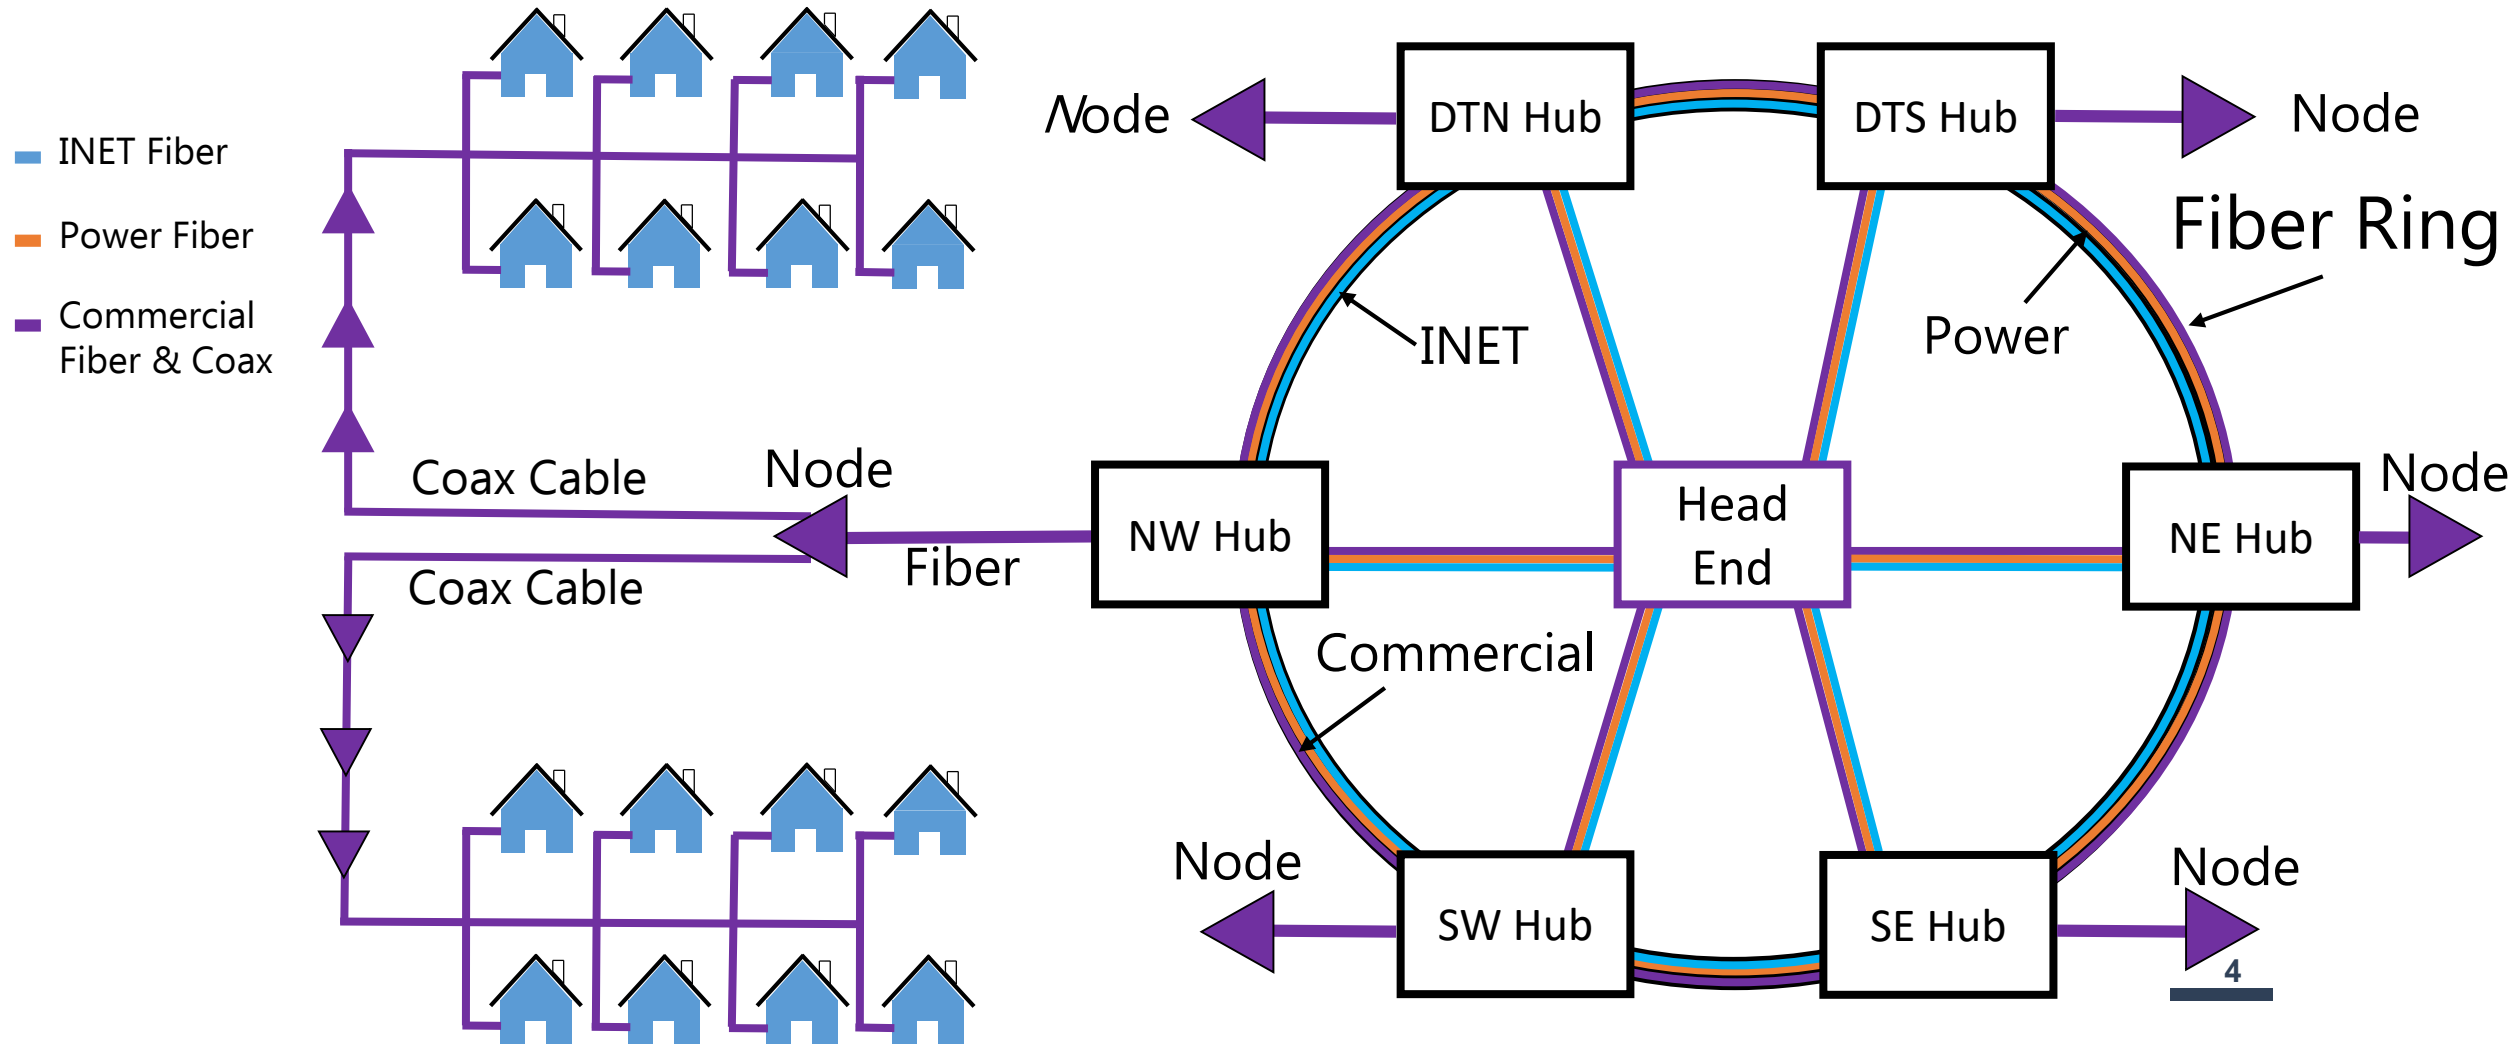 INET Fiber
Power Fiber
Commercial
Fiber & Coax
Coax Cable
Coax Cable
Node
Fiber
Node
DTN Hub
DTS Hub
Node
Fiber Ring
INET
Power
NW Hub
Head
End
NE Hub
Node
Commercial
Node
SW Hub
SE Hub
Node
4